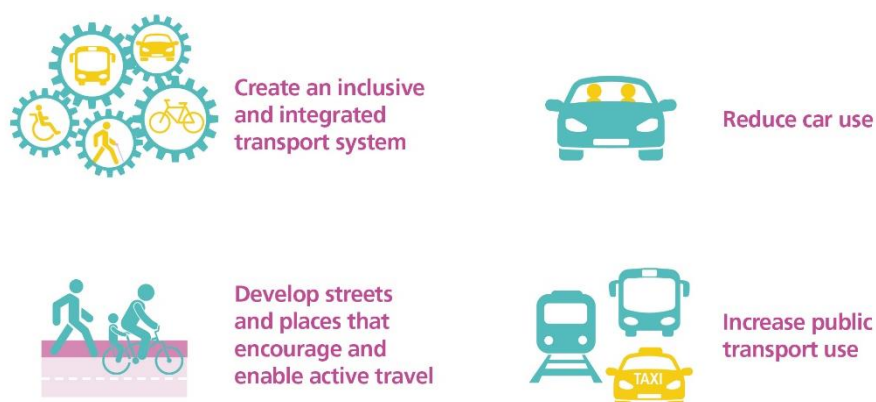 Create an inclusive
and integrated
transport system
Reduce car use
Develop streets
and places that
encourage and
enable active travel
Increase public
transport use
TAXI